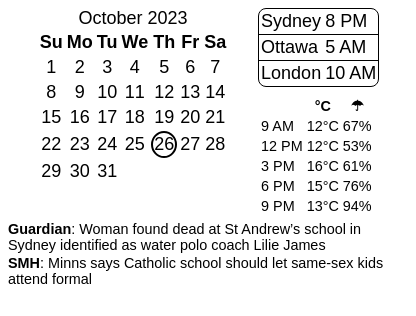 October 2023
Su Mo Tu We Th Fr Sa
1 2 3 4 5 6 7
8 9 10 11 12 13 14
15 16 17 18 19 20 21
22 23 24 25 26 27 28
29 30 31
Sydney 8 PM
Ottawa 5 AM
London 10 AM
°C ☂
9 AM 12°C 67%
12 PM 12°C 53%
3 PM 16°C 61%
6 PM 15°C 76%
9 PM 13°C 94%
Guardian: Woman found dead at St Andrew’s school in
Sydney identified as water polo coach Lilie James
SMH: Minns says Catholic school should let same-sex kids
attend formal